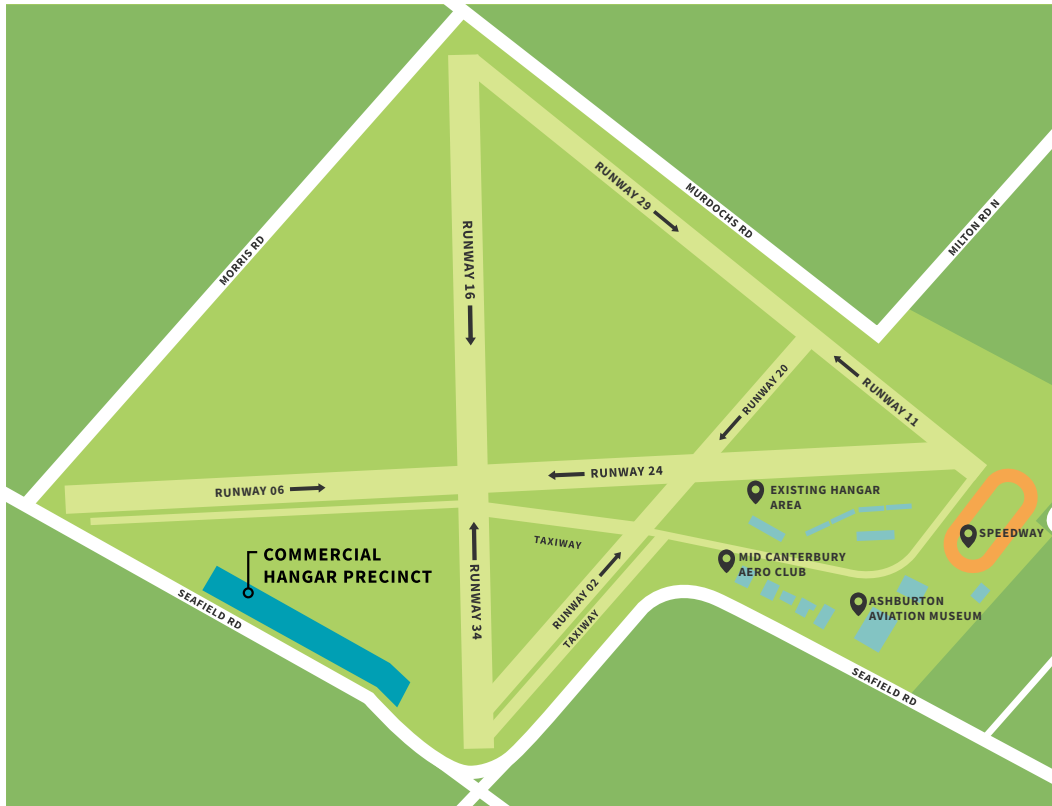 RUNWAY 29
MURDOCHS RD
MILTON RD N
MORRIS RD
RUNWAY 16
RUNWAY 20
RUNWAY 11
RUNWAY 24
RUNWAY 06
EXISTING HANGAR
AREA
SPEEDWAY
TAXIWAY
COMMERCIAL
HANGAR PRECINCT
MID CANTERBURY
AERO CLUB
RUNWAY 34
RUNWAY 02
TAXIWAY
SEAFIELD RD
ASHBURTON
AVIATION MUSEUM
SEAFIELD RD